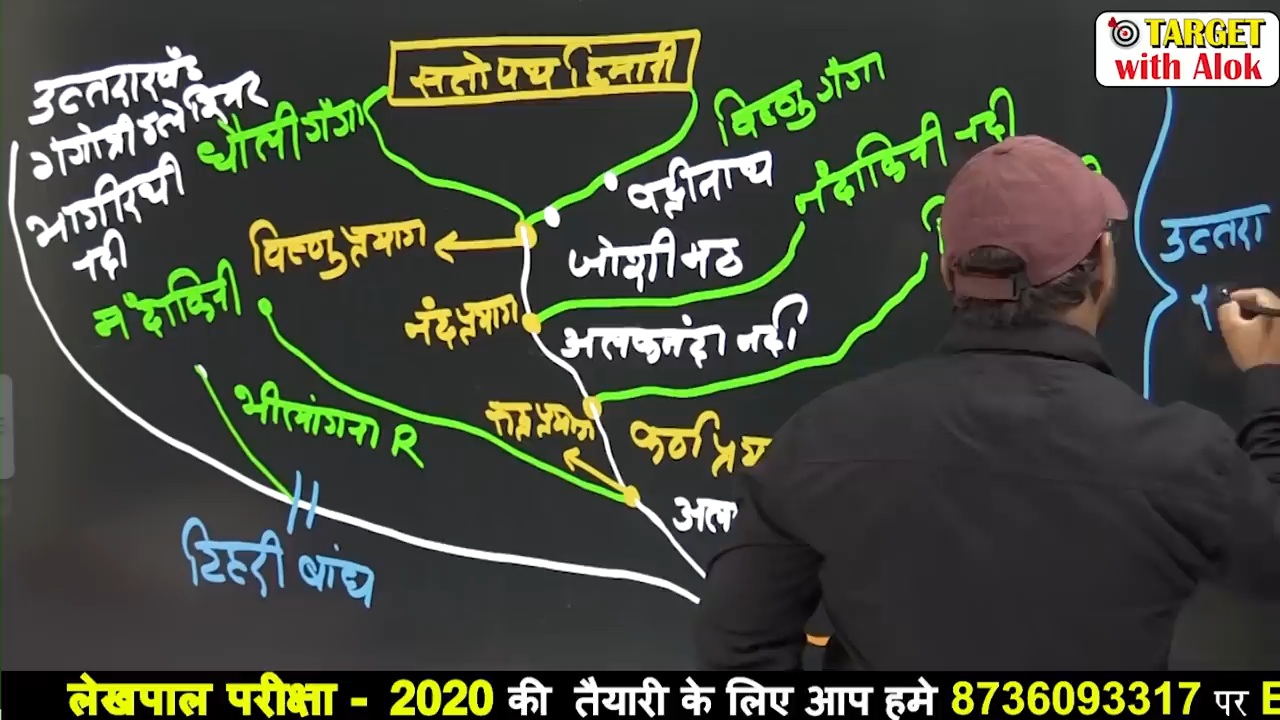 TARGET
with Alok
सतोपथ हिमानी
उत्तराखंड
गंगोत्री ग्लेशियर
धौलीगंगा
विष्णु गंगा
भागीरथी
नदी
बद्रीनाथ
मंदाकिनी नदी
विष्णु प्रयाग
जोशीमठ
उत्तरा
मंदाकिनी
नंदप्रयाग
अलकनंदा नदी
भीलांगना R
रुद्रप्रयाग
कर्ण प्रया
अल
टिहरी बांध
लेखपाल परीक्षा - 2020 की तैयारी के लिए आप हमे 8736093317 पर E